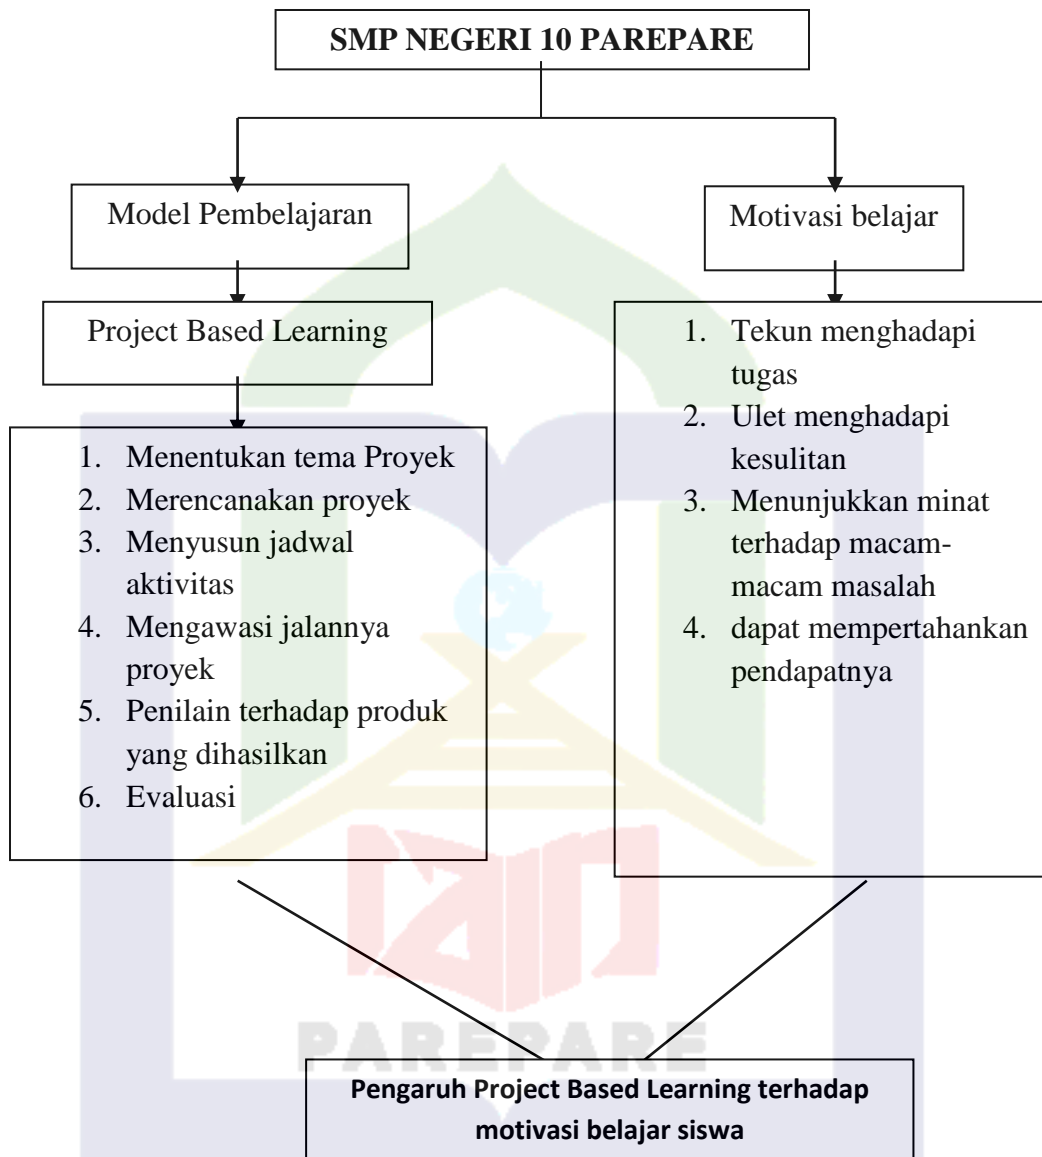 SMP NEGERI 10 PAREPARE
Model Pembelajaran
Motivasi belajar
Project Based Learning
1. Menentukan tema Proyek
2. Merencanakan proyek
3. Menyusun jadwal
aktivitas
4. Mengawasi jalannya
proyek
5. Penilain terhadap produk
yang dihasilkan
6. Evaluasi
1. Tekun menghadapi
tugas
2. Ulet menghadapi
kesulitan
3. Menunjukkan minat
terhadap macam-
macam masalah
4. dapat mempertahankan
pendapatnya
PAREPARE
Pengaruh Project Based Learning terhadap
motivasi belajar siswa